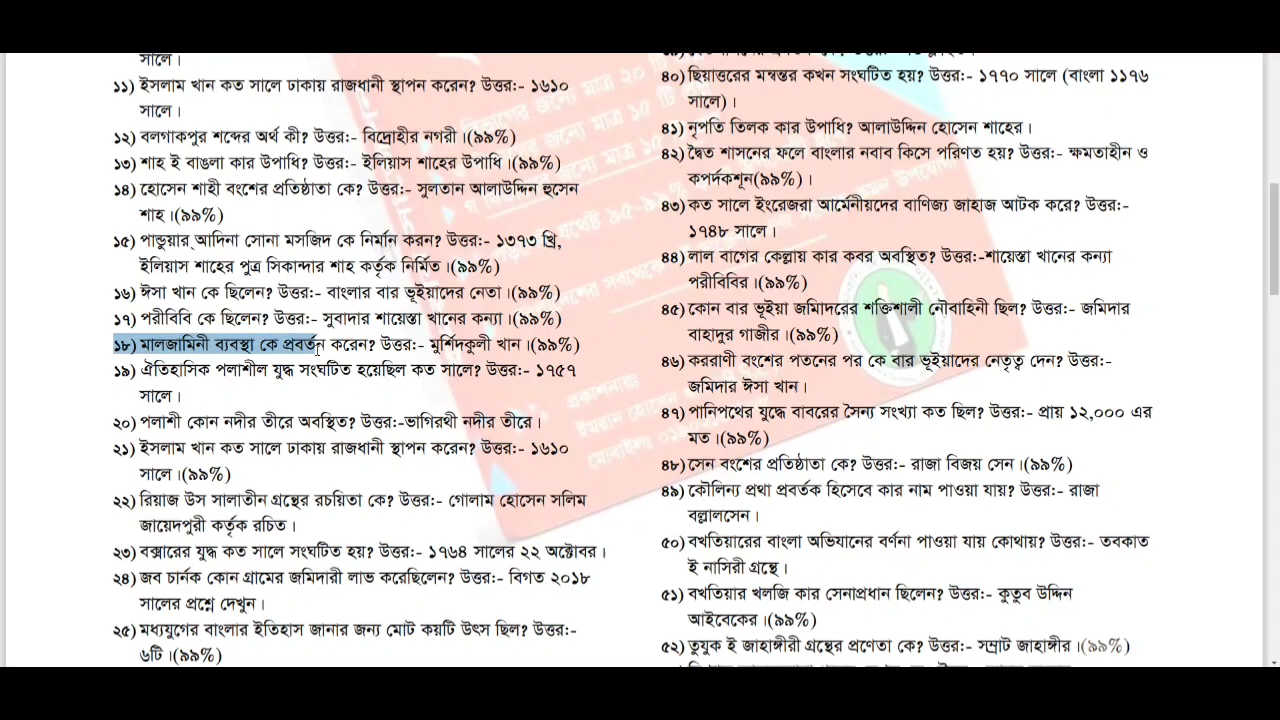 সালে।
১১) ইসলাম খান কত সালে ঢাকায় রাজধানী স্থাপন করেন? উত্তর:- ১৬১০
সালে।
১২) বলগাকপুর শব্দের অর্থ কী? উত্তর:- বিদ্রোহীর নগরী।(৯৯%)
১৩) শাহ ই বাঙলা কার উপাধি? উত্তর:- ইলিয়াস শাহের উপাধি।(৯৯%)
১৪) হোসেন শাহী বংশের প্রতিষ্ঠাতা কে? উত্তর:- সুলতান আলাউদ্দিন হুসেন
শাহ।(৯৯%)
১৫) পান্ডুয়ার আদিনা সোনা মসজিদ কে নির্মান করন? উত্তর:- ১৩৭৩ খ্রি,
ইলিয়াস শাহের পুত্র সিকান্দার শাহ কর্তৃক নির্মিত।(৯৯%)
১৬) ঈসা খান কে ছিলেন? উত্তর:- বাংলার বার ভূইয়াদের নেতা।(৯৯%)
১৭) পরীবিবি কে ছিলেন? উত্তর:- সুবাদার শায়েস্তা খানের কন্যা।(৯৯%)
১৮) মালজামিনী ব্যবস্থা কে প্রবর্তন করেন? উত্তর:- মুর্শিদকুলী খান।(৯৯%)
১৯) ঐতিহাসিক পলাশীল যুদ্ধ সংঘটিত হয়েছিল কত সালে? উত্তর:- ১৭৫৭
সালে।
২০) পলাশী কোন নদীর তীরে অবস্থিত? উত্তর:-ভাগিরথী নদীর তীরে।
২১) ইসলাম খান কত সালে ঢাকায় রাজধানী স্থাপন করেন? উত্তর:- ১৬১০
সালে।(৯৯%)
২২) রিয়াজ উস সালাতীন গ্রন্থের রচয়িতা কে? উত্তর:- গোলাম হোসেন সলিম
জায়েদপুরী কর্তৃক রচিত।
২৩) বক্সারের যুদ্ধ কত সালে সংঘটিত হয়? উত্তর:- ১৭৬৪ সালের ২২ অক্টোবর।
২৪) জব চার্নক কোন গ্রামের জমিদারী লাভ করেছিলেন? উত্তর:- বিগত ২০১৮
সালের প্রশ্নে দেখুন।
২৫) মধ্যযুগের বাংলার ইতিহাস জানার জন্য মোট কয়টি উৎস ছিল? উত্তর:-
৬টি।(৯৯%)
৪০) ছিয়াত্তরের মন্বন্তর কখন সংঘটিত হয়? উত্তর:- ১৭৭০ সালে (বাংলা ১১৭৬
সালে)।
৪১) নৃপতি তিলক কার উপাধি? আলাউদ্দিন হোসেন শাহের।
৪২) দ্বৈত শাসনের ফলে বাংলার নবাব কিসে পরিণত হয়? উত্তর:- ক্ষমতাহীন ও
কপর্দকশূন(৯৯%)।
৪৩) কত সালে ইংরেজরা আর্মেনীয়দের বাণিজ্য জাহাজ আটক করে? উত্তর:-
১৭৪৮ সালে।
৪৪) লাল বাগের কেল্লায় কার কবর অবস্থিত? উত্তর:-শায়েস্তা খানের কন্যা
পরীবিবির।(৯৯%)
৪৫) কোন বার ভূইয়া জমিাদরের শক্তিশালী নৌবাহিনী ছিল? উত্তর:- জমিদার
বাহাদুর গাজীর।(৯৯%)
৪৬) কররাণী বংশের পতনের পর কে বার ভূইয়াদের নেতৃত্ব দেন? উত্তর:-
জমিদার ঈসা খান।
৪৭) পানিপথের যুদ্ধে বাবরের সৈন্য সংখ্যা কত ছিল? উত্তর:- প্রায় ১২,০০০ এর
মত।(৯৯%)
৪৮) সেন বংশের প্রতিষ্ঠাতা কে? উত্তর:- রাজা বিজয় সেন।(৯৯%)
৪৯) কৌলিন্য প্রথা প্রবর্তক হিসেবে কার নাম পাওয়া যায়? উত্তর:- রাজা
বল্লালসেন।
৫০) বখতিয়ারের বাংলা অভিযানের বর্ণনা পাওয়া যায় কোথায়? উত্তর:- তবকাত
ই নাসিরী গ্রন্থে।
৫১) বখতিয়ার খলজি কার সেনাপ্রধান ছিলেন? উত্তর:- কুতুব উদ্দিন
আইবেকের।(৯৯%)
৫২) তুযুক ই জাহাঙ্গীরী গ্রন্থের প্রণেতা কে? উত্তর:- সম্রাট জাহাঙ্গীর।(৯৯%)